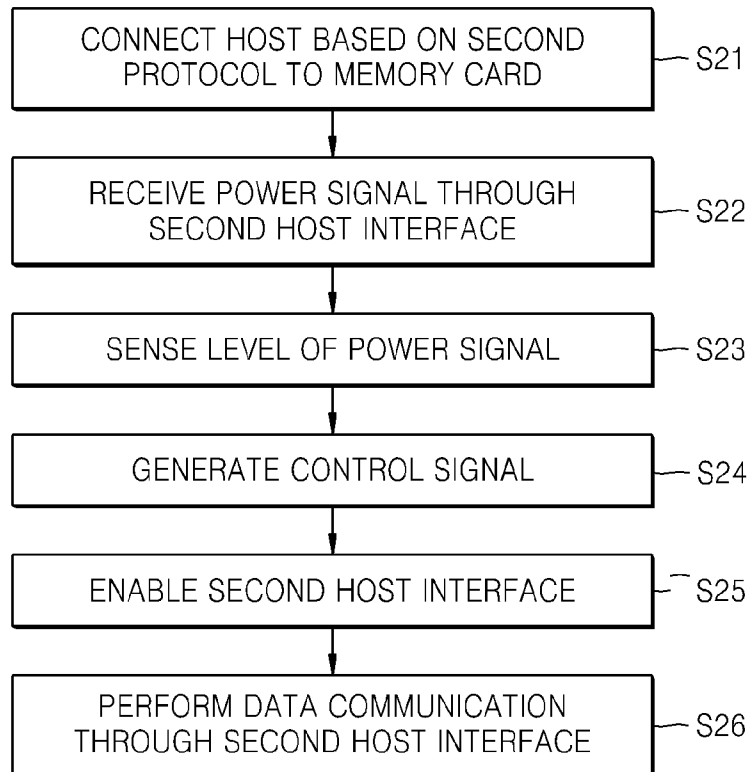 CONNECT HOST BASED ON SECOND
PROTOCOL TO MEMORY CARD
S21
RECEIVE POWER SIGNAL THROUGH
SECOND HOST INTERFACE
S22
SENSE LEVEL OF POWER SIGNAL
S23
GENERATE CONTROL SIGNAL
S24
ENABLE SECOND HOST INTERFACE
S25
PERFORM DATA COMMUNICATION
THROUGH SECOND HOST INTERFACE
S26